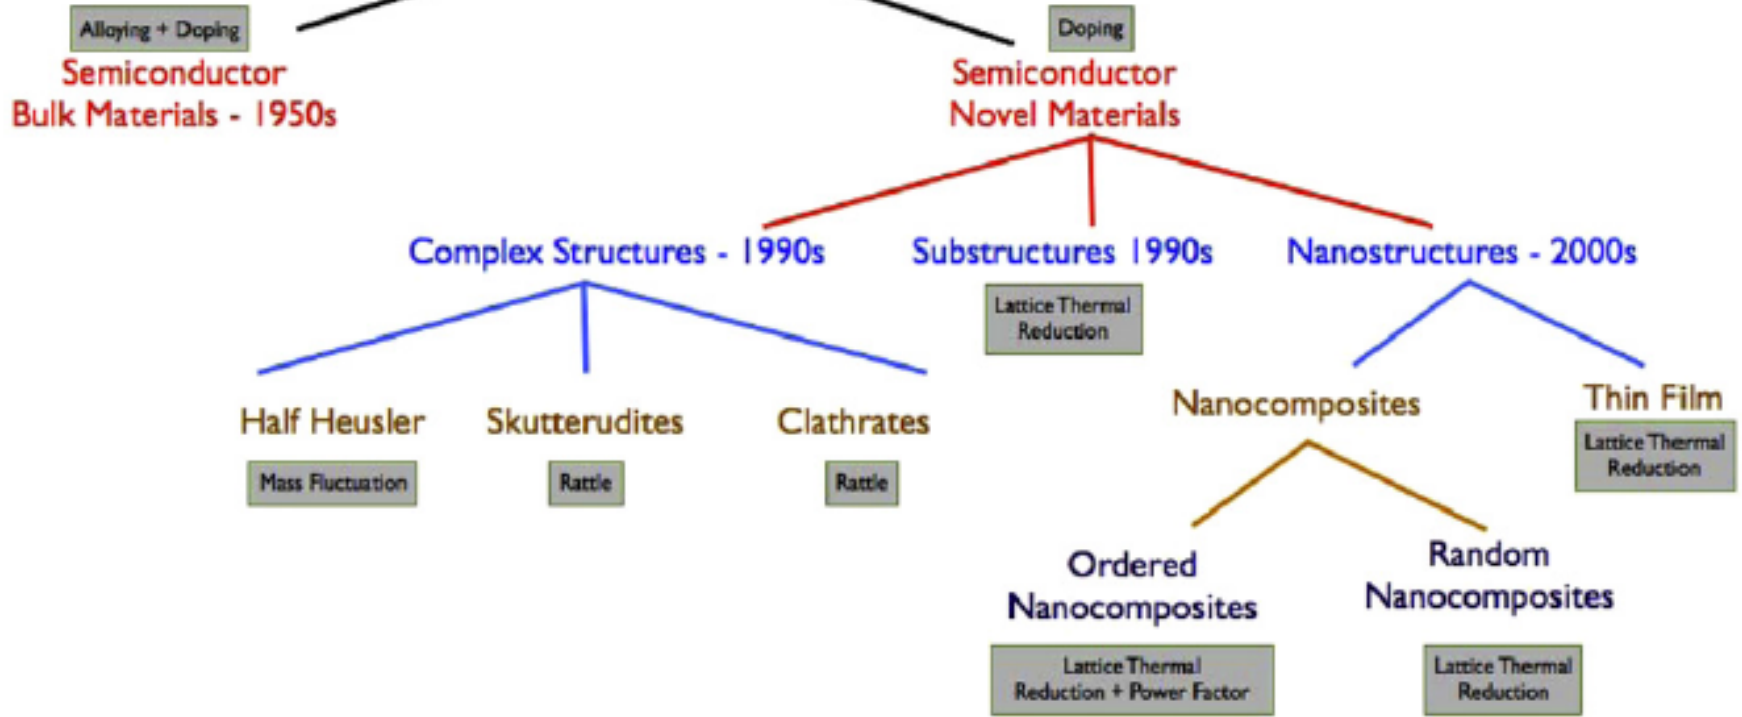 Alloying + Doping
Semiconductor
Bulk Materials - 1950s
Doping
Semiconductor
Novel Materials
Complex Structures - 1990s
Substructures 1990s
Lattice Thermal
Reduction
Nanostructures - 2000s
Half Heusler
Mass Fluctuation
Skutterudites
Rattle
Clathrates
Rattle
Nanocomposites
Thin Film
Lattice Thermal
Reduction
Ordered
Nanocomposites
Lattice Thermal
Reduction + Power Factor
Random
Nanocomposites
Lattice Thermal
Reduction